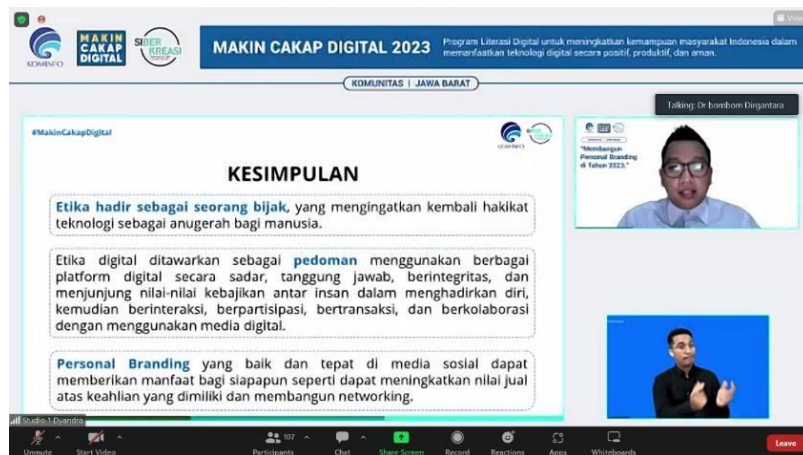 View
KOMINFO
MAKIN
CAKAP
DIGITAL
SIBER
KREASI
MAKIN CAKAP DIGITAL 2023
Program Literasi Digital untuk meningkatkan kemampuan masyarakat Indonesia dalam
memanfaatkan teknologi digital secara positif, produktif, dan aman.
KOMUNITAS | JAWA BARAT
Talking: Dr bombom Dirgantara
#MakinCakapDigital
KOMINFO
KESIMPULAN
Etika hadir sebagai seorang bijak, yang mengingatkan kembali hakikat
teknologi sebagai anugerah bagi manusia.
Etika digital ditawarkan sebagai pedoman menggunakan berbagai
platform digital secara sadar, tanggung jawab, berintegritas, dan
menjunjung nilai-nilai kebajikan antar insan dalam menghadirkan diri,
kemudian berinteraksi, berpartisipasi, bertransaksi, dan berkolaborasi
dengan menggunakan media digital.
Personal Branding yang baik dan tepat di media sosial dapat
memberikan manfaat bagi siapapun seperti dapat meningkatkan nilai jual
atas keahlian yang dimiliki dan membangun networking.
"Membangun
Personal Branding
di Tahun 2023."
Studio 1 Dyandra
Unmute
Start Video
107
Participants
Chat
Share Screen
Record
Reactions
Apps
Whiteboards
Leave